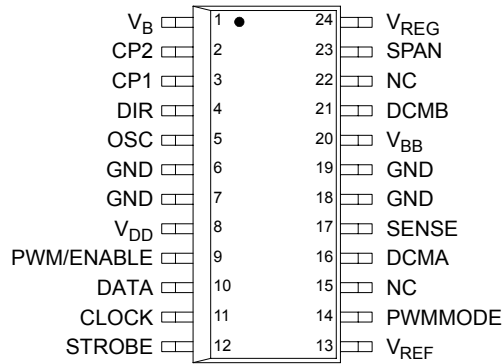 V_B 1 24 V_REG
CP2 2 23 SPAN
CP1 3 22 NC
DIR 4 21 DCMB
OSC 5 20 V_BB
GND 6 19 GND
GND 7 18 GND
V_DD 8 17 SENSE
PWM/ENABLE 9 16 DCMA
DATA 10 15 NC
CLOCK 11 14 PWMMODE
STROBE 12 13 V_REF